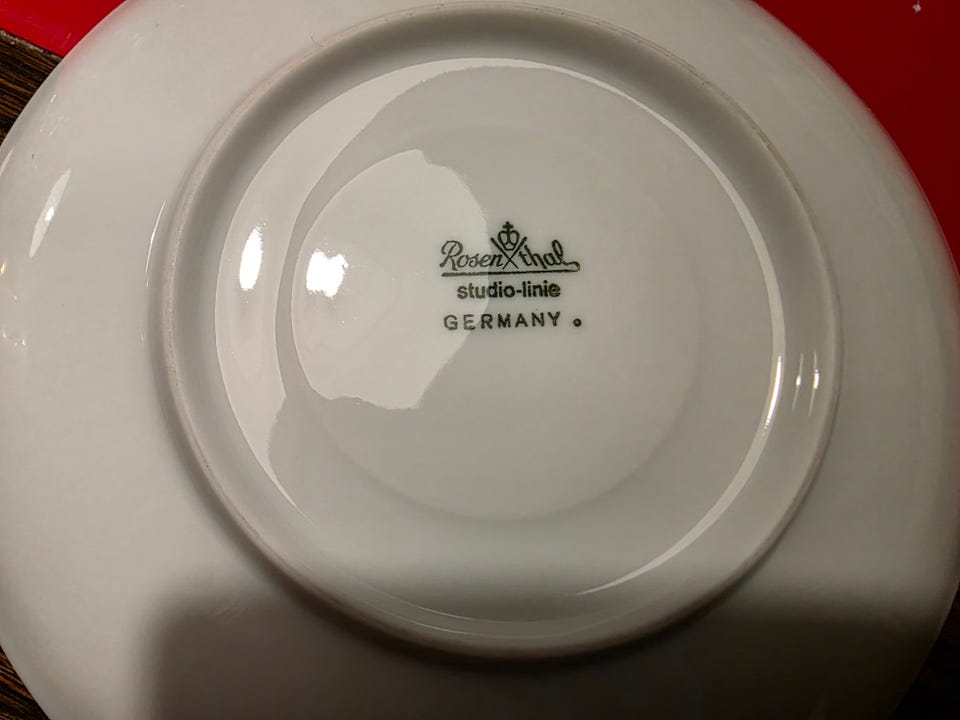 Rosenthal
studio-linie
GERMANY